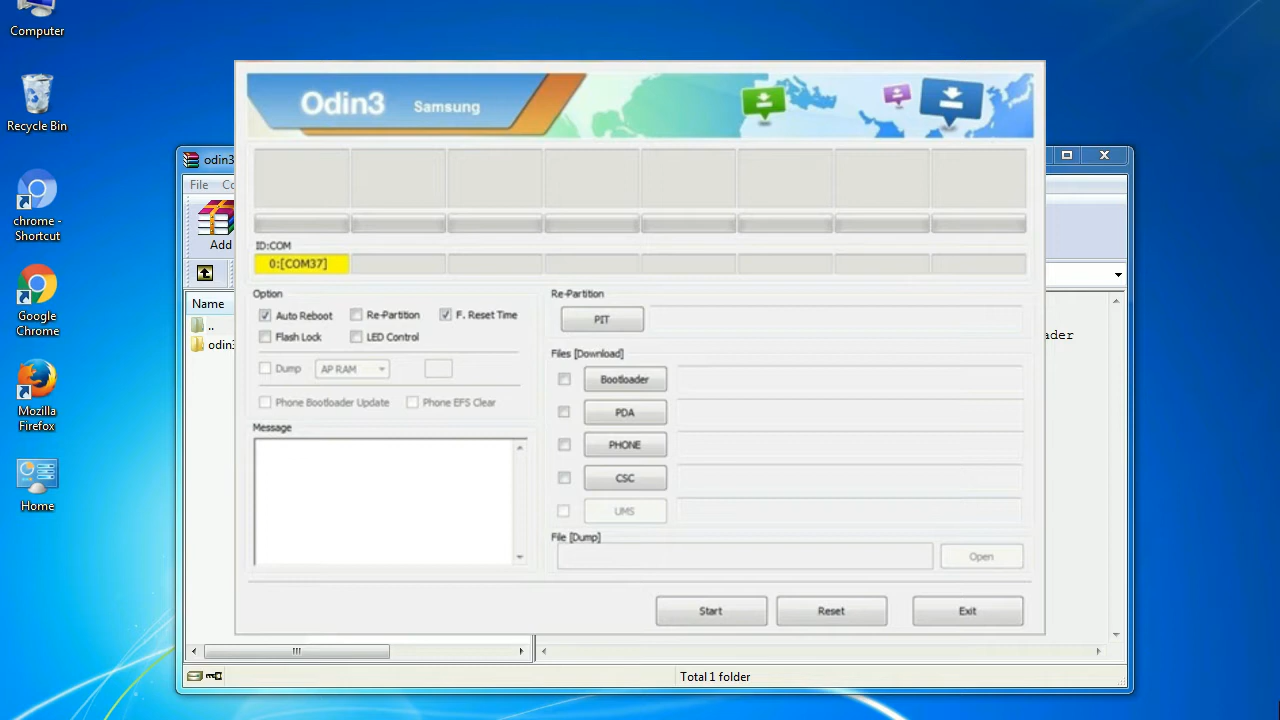 Computer
Recycle Bin
chrome -
Shortcut
Google
Chrome
Mozilla
Firefox
Home
odin3
File
Add
Name
..
odin3
Total 1 folder
Odin3 Samsung
ID:COM
0:[COM37]
Option
Auto Reboot Re-Partition F. Reset Time
Flash Lock LED Control
Dump AP RAM
Phone Bootloader Update Phone EFS Clear
Message
Re-Partition
PIT
Files [Download]
Bootloader
PDA
PHONE
CSC
UMS
File [Dump]
Open
Start Reset Exit